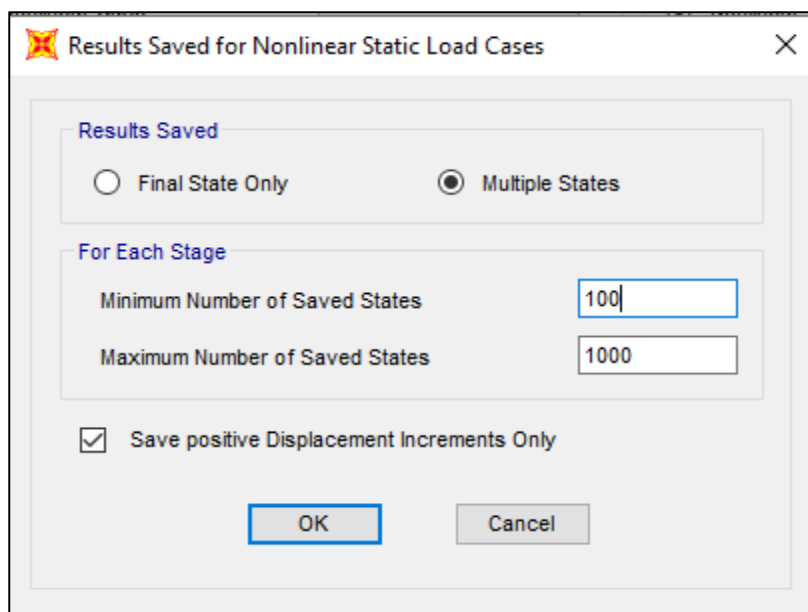 Results Saved for Nonlinear Static Load Cases
Results Saved
Final State Only
Multiple States
For Each Stage
Minimum Number of Saved States
100
Maximum Number of Saved States
1000
Save positive Displacement Increments Only
OK
Cancel